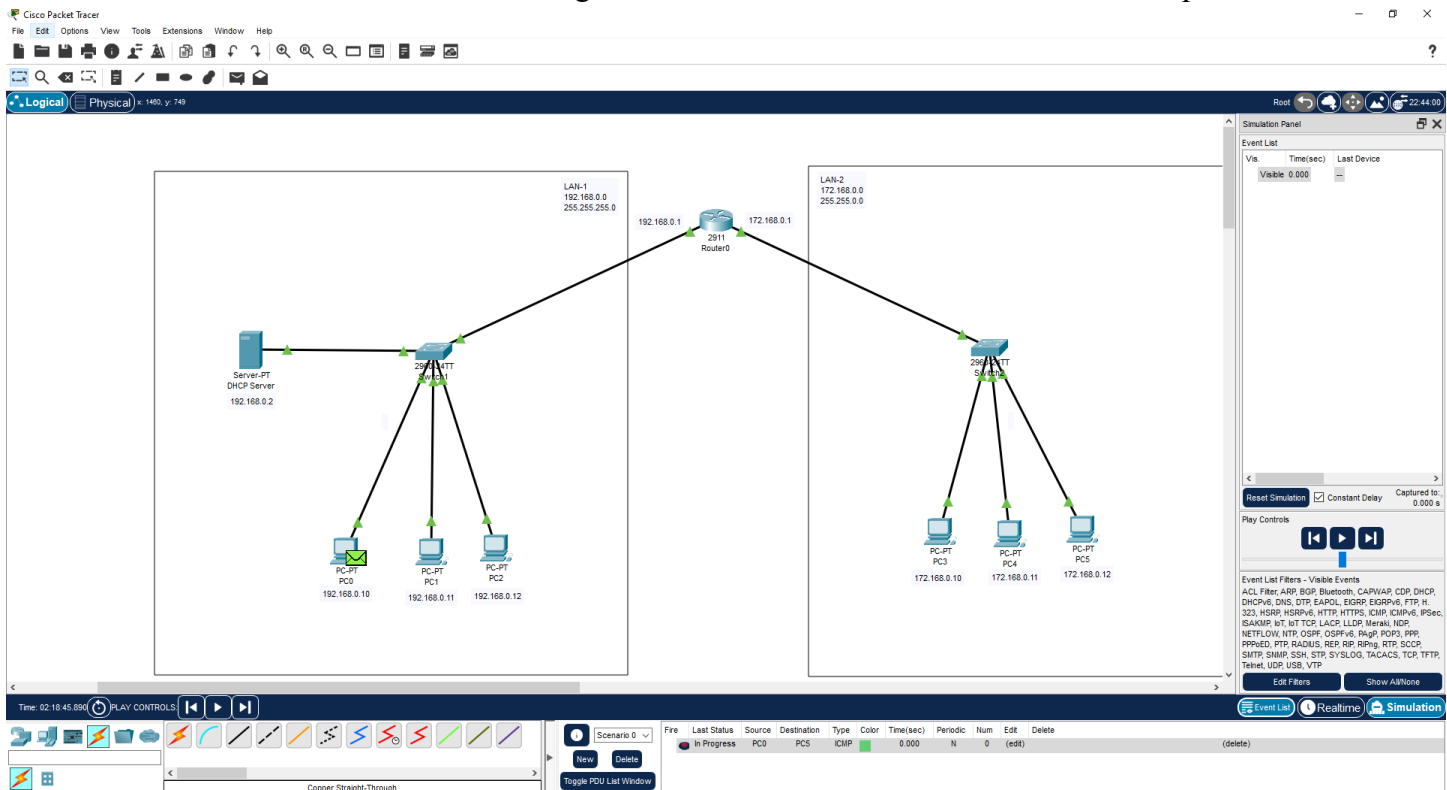 Cisco Packet Tracer
File Edit Options View Tools Extensions Window Help
?
Logical Physical x: 1460, y: 749
Root 22:44:00
Simulation Panel
Event List
Vis. Time(sec) Last Device
Visible 0.000 --
LAN-1
192.168.0.0
255.255.255.0
LAN-2
172.168.0.0
255.255.0.0
192.168.0.1
172.168.0.1
2911
Router0
Server-PT
DHCP Server
192.168.0.2
2960-24TT
Switch1
2960-24TT
Switch2
PC-PT
PC0
192.168.0.10
PC-PT
PC1
192.168.0.11
PC-PT
PC2
192.168.0.12
PC-PT
PC3
172.168.0.10
PC-PT
PC4
172.168.0.11
PC-PT
PC5
172.168.0.12
Reset Simulation Constant Delay Captured to:
0.000 s
Play Controls
Event List Filters - Visible Events
ACL Filter, ARP, BGP, Bluetooth, CAPWAP, CDP, DHCP,
DHCPv6, DNS, DTP, EAPOL, EIGRP, EIGRPv6, FTP, H.
323, HSRP, HSRPv6, HTTP, HTTPS, ICMP, ICMPv6, IPSec,
ISAKMP, IoT, IoT TCP, LACP, LLDP, Meraki, NDP,
NETFLOW, NTP, OSPF, OSPFv6, PAgP, POP3, PPP,
PPPoED, PTP, RADIUS, REP, RIP, RIPng, RTP, SCCP,
SMTP, SNMP, SSH, STP, SYSLOG, TACACS, TCP, TFTP,
Telnet, UDP, USB, VTP
Edit Filters Show All/None
Time: 02:18:45.890 PLAY CONTROLS:
Event List Realtime Simulation
Scenario 0
New Delete
Toggle PDU List Window
Fire Last Status Source Destination Type Color Time(sec) Periodic Num Edit Delete
In Progress PC0 PC5 ICMP 0.000 N 0 (edit) (delete)
Copper Straight-Through